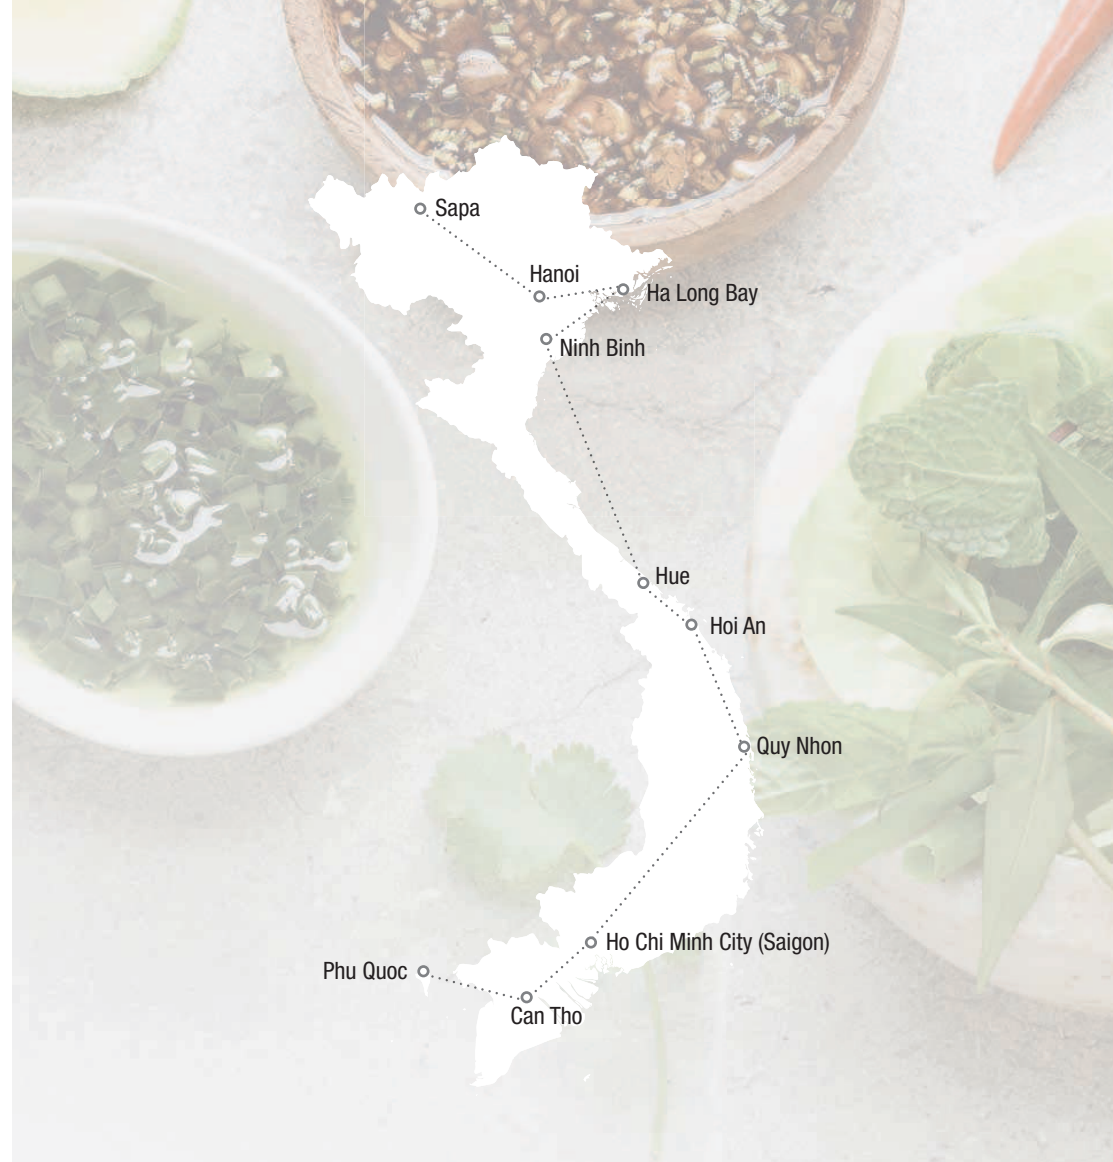 Sapa
Hanoi
Ha Long Bay
Ninh Binh
Hue
Hoi An
Quy Nhon
Ho Chi Minh City (Saigon)
Phu Quoc
Can Tho